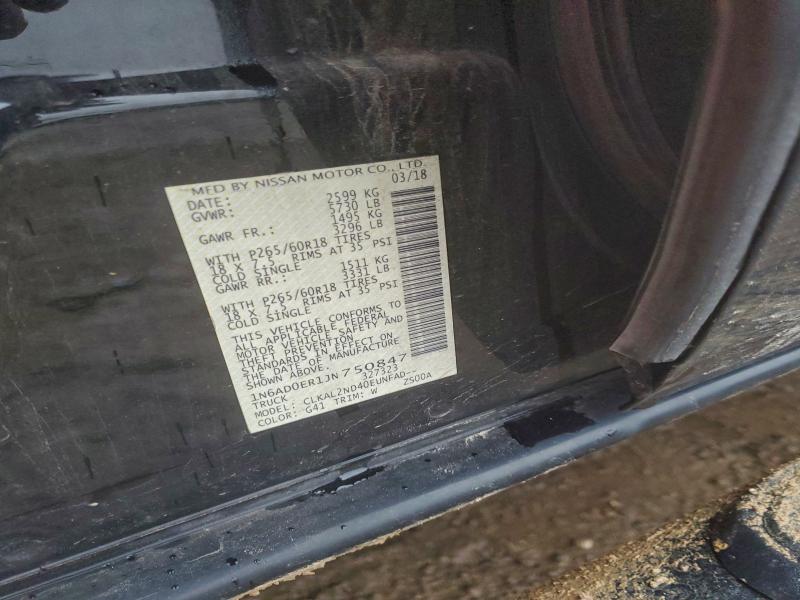 MFD BY NISSAN MOTOR CO., LTD.
DATE: 03/18
GVWR: 2599 KG
5730 LB
GAWR FR.: 1495 KG
3296 LB
WITH P265/60R18 TIRES
18 X 7.5 RIMS AT 35 PSI
COLD SINGLE
GAWR RR.: 1511 KG
3331 LB
WITH P265/60R18 TIRES
18 X 7.5 RIMS AT 35 PSI
COLD SINGLE
THIS VEHICLE CONFORMS TO
ALL APPLICABLE FEDERAL
MOTOR VEHICLE SAFETY AND
THEFT PREVENTION
STANDARDS IN EFFECT ON
THE DATE OF MANUFACTURE
SHOWN ABOVE.
1N6AD0ER1JN750847
TRUCK 327323
MODEL: CLKAL2ND40EUNFAD--
COLOR: G41 TRIM: W ZS00A